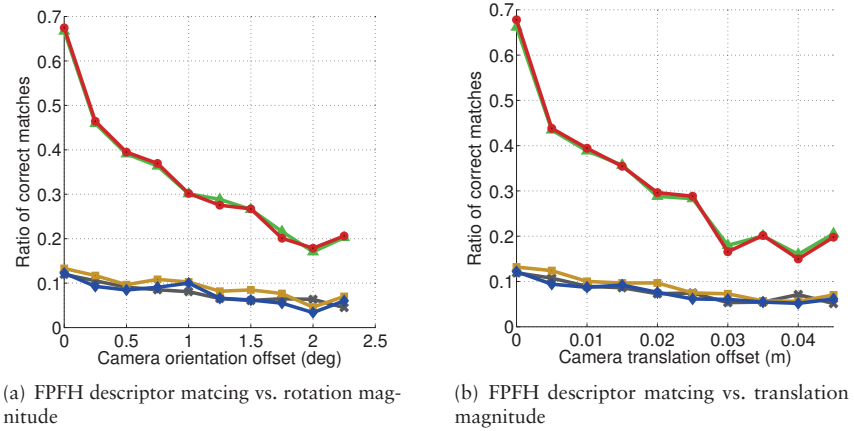 0.7
0.6
0.5
0.4
0.3
0.2
0.1
0
Ratio of correct matches
0 0.5 1 1.5 2 2.5
Camera orientation offset (deg)
(a) FPFH descriptor matcing vs. rotation mag-
nitude
0.7
0.6
0.5
0.4
0.3
0.2
0.1
0
Ratio of correct matches
0 0.01 0.02 0.03 0.04
Camera translation offset (m)
(b) FPFH descriptor matcing vs. translation
magnitude